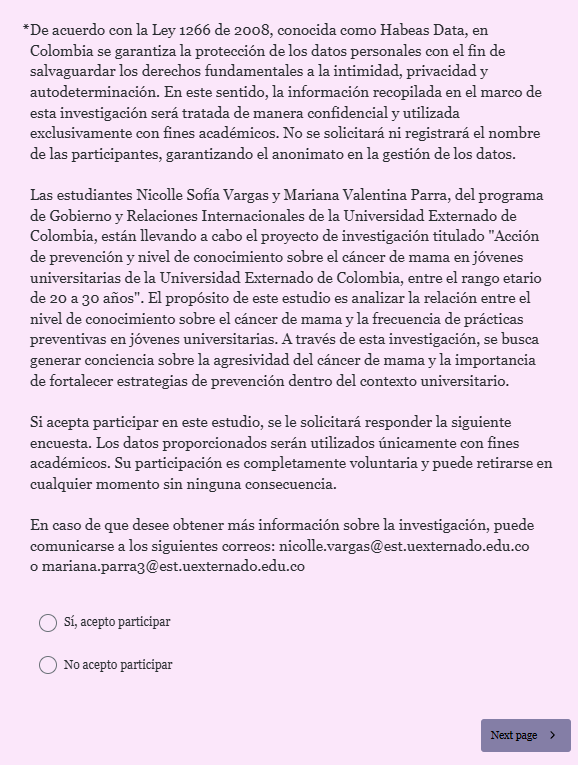 *De acuerdo con la Ley 1266 de 2008, conocida como Habeas Data, en
Colombia se garantiza la protección de los datos personales con el fin de
salvaguardar los derechos fundamentales a la intimidad, privacidad y
autodeterminación. En este sentido, la información recopilada en el marco de
esta investigación será tratada de manera confidencial y utilizada
exclusivamente con fines académicos. No se solicitará ni registrará el nombre
de las participantes, garantizando el anonimato en la gestión de los datos.
Las estudiantes Nicolle Sofía Vargas y Mariana Valentina Parra, del programa
de Gobierno y Relaciones Internacionales de la Universidad Externado de
Colombia, están llevando a cabo el proyecto de investigación titulado "Acción
de prevención y nivel de conocimiento sobre el cáncer de mama en jóvenes
universitarias de la Universidad Externado de Colombia, entre el rango etario
de 20 a 30 años". El propósito de este estudio es analizar la relación entre el
nivel de conocimiento sobre el cáncer de mama y la frecuencia de prácticas
preventivas en jóvenes universitarias. A través de esta investigación, se busca
generar conciencia sobre la agresividad del cáncer de mama y la importancia
de fortalecer estrategias de prevención dentro del contexto universitario.
Si acepta participar en este estudio, se le solicitará responder la siguiente
encuesta. Los datos proporcionados serán utilizados únicamente con fines
académicos. Su participación es completamente voluntaria y puede retirarse en
cualquier momento sin ninguna consecuencia.
En caso de que desee obtener más información sobre la investigación, puede
comunicarse a los siguientes correos: nicolle.vargas@est.uexternado.edu.co
o mariana.parra3@est.uexternado.edu.co
Sí, acepto participar
No acepto participar
Next page